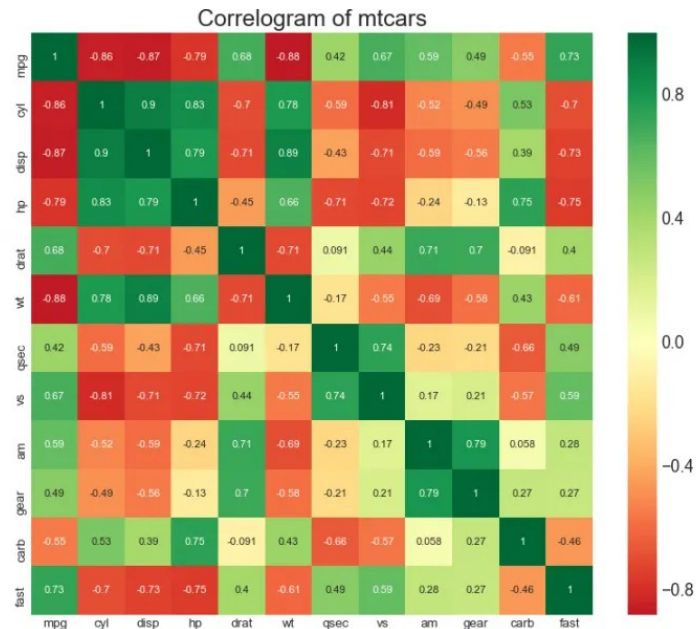 Correlogram of mtcars
mpg 1 -0.86 -0.87 -0.79 0.68 -0.88 0.42 0.67 0.59 0.49 -0.55 0.73
cyl -0.86 1 0.9 0.83 -0.7 0.78 -0.59 -0.81 -0.52 -0.49 0.53 -0.7
disp -0.87 0.9 1 0.79 -0.71 0.89 -0.43 -0.71 -0.59 -0.56 0.39 -0.73
hp -0.79 0.83 0.79 1 -0.45 0.66 -0.71 -0.72 -0.24 -0.13 0.75 -0.75
drat 0.68 -0.7 -0.71 -0.45 1 -0.71 0.091 0.44 0.71 0.7 -0.091 0.4
wt -0.88 0.78 0.89 0.66 -0.71 1 -0.17 -0.55 -0.69 -0.58 0.43 -0.61
qsec 0.42 -0.59 -0.43 -0.71 0.091 -0.17 1 0.74 -0.23 -0.21 -0.66 0.49
vs 0.67 -0.81 -0.71 -0.72 0.44 -0.55 0.74 1 0.17 0.21 -0.57 0.59
am 0.59 -0.52 -0.59 -0.24 0.71 -0.69 -0.23 0.17 1 0.79 0.058 0.28
gear 0.49 -0.49 -0.56 -0.13 0.7 -0.58 -0.21 0.21 0.79 1 0.27 0.27
carb -0.55 0.53 0.39 0.75 -0.091 0.43 -0.66 -0.57 0.058 0.27 1 -0.46
fast 0.73 -0.7 -0.73 -0.75 0.4 -0.61 0.49 0.59 0.28 0.27 -0.46 1
mpg cyl disp hp drat wt qsec vs am gear carb fast
0.8
0.4
0.0
−0.4
−0.8